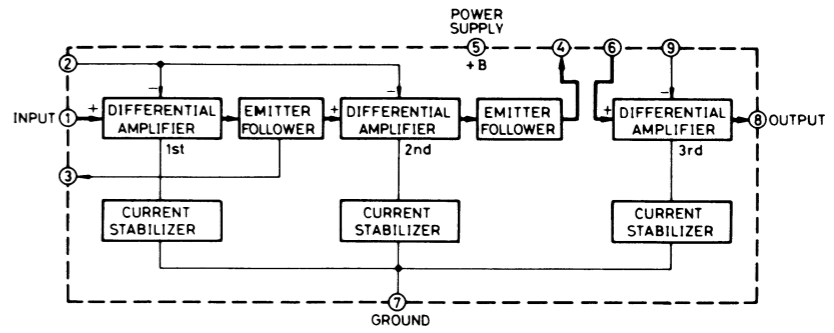 POWER
SUPPLY
5 4 6 9
+B
2
- - -
INPUT 1 + DIFFERENTIAL AMPLIFIER
EMITTER FOLLOWER
+ DIFFERENTIAL AMPLIFIER
EMITTER FOLLOWER
+ DIFFERENTIAL AMPLIFIER
8 OUTPUT
1st 2nd 3rd
3
CURRENT STABILIZER
CURRENT STABILIZER
CURRENT STABILIZER
7
GROUND